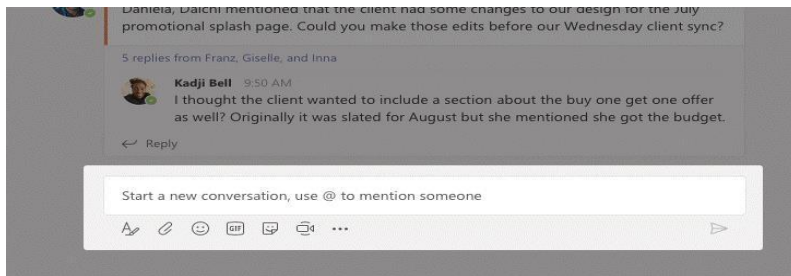 Daniela, Daichi mentioned that the client had some changes to our design for the July
promotional splash page. Could you make those edits before our Wednesday client sync?
5 replies from Franz, Giselle, and Inna
Kadji Bell 9:50 AM
I thought the client wanted to include a section about the buy one get one offer
as well? Originally it was slated for August but she mentioned she got the budget.
Reply
Start a new conversation, use @ to mention someone
GIF